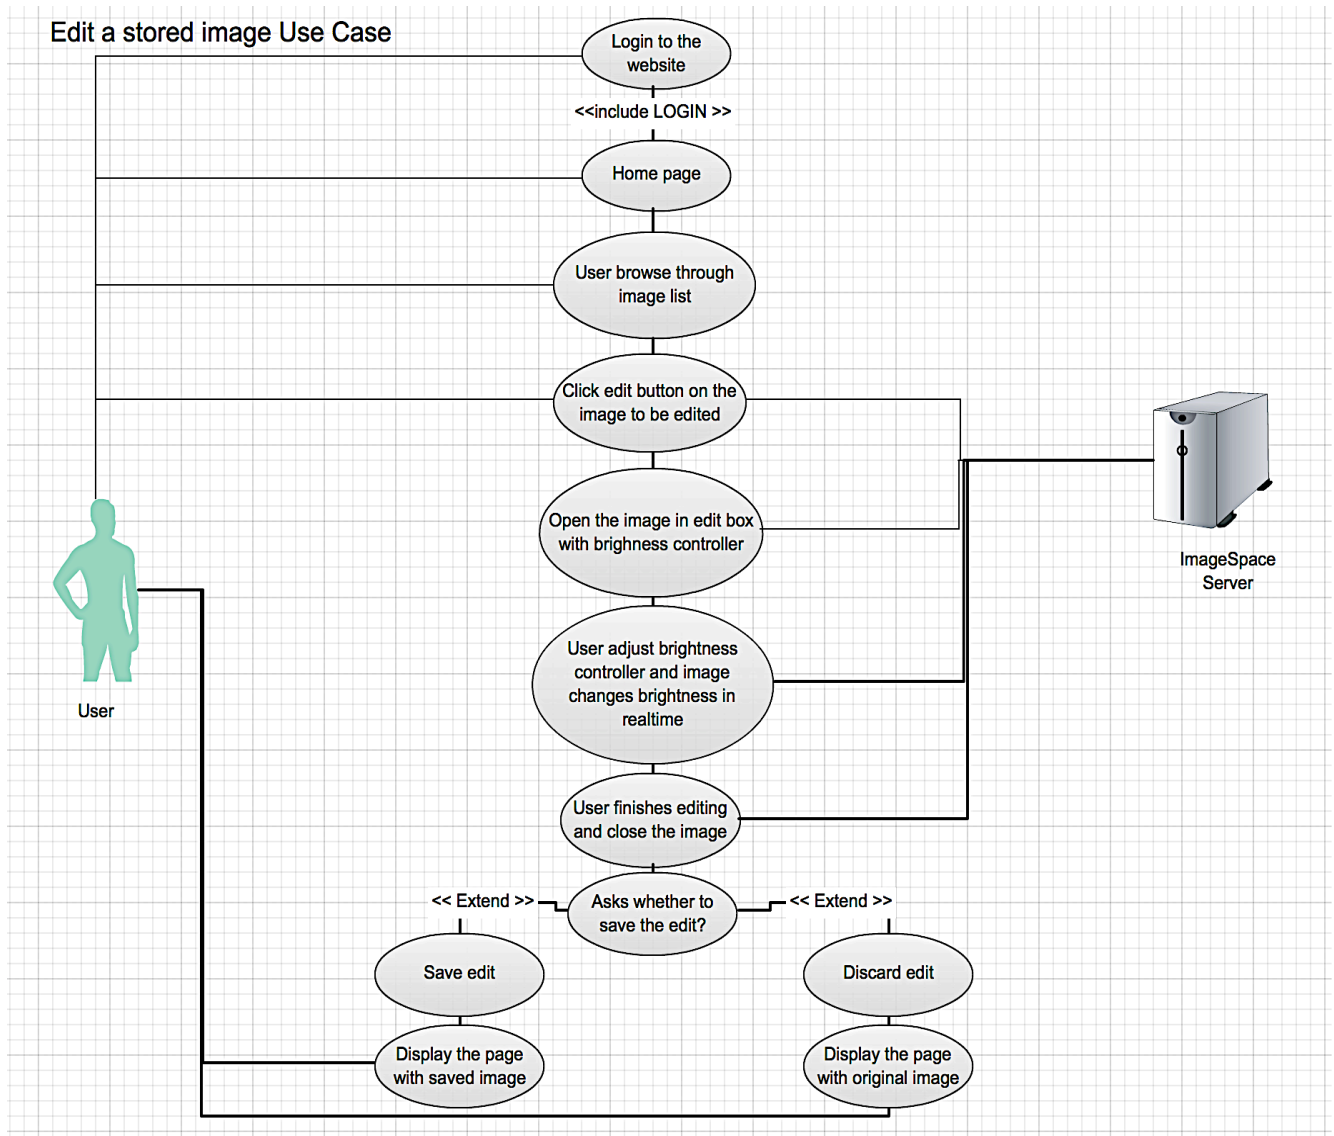 Edit a stored image Use Case
Login to the
website
<<include LOGIN >>
Home page
User browse through
image list
Click edit button on the
image to be edited
Open the image in edit box
with brighness controller
ImageSpace
Server
User adjust brightness
controller and image
changes brightness in
realtime
User
User finishes editing
and close the image
<< Extend >>
Asks whether to
save the edit?
<< Extend >>
Save edit
Discard edit
Display the page
with saved image
Display the page
with original image